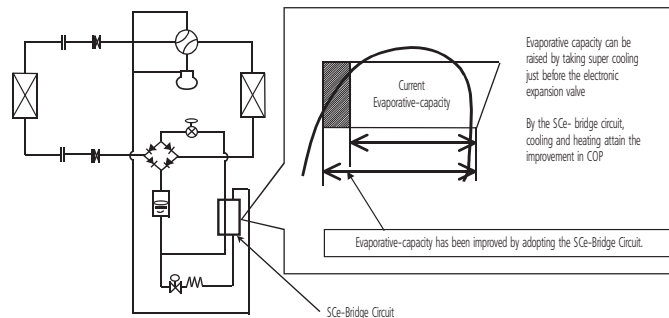 Evaporative capacity can be
raised by taking super cooling
just before the electronic
expansion valve
By the SCe- bridge circuit,
cooling and heating attain the
improvement in COP
Current
Evaporative-capacity
Evaporative-capacity has been improved by adopting the SCe-Bridge Circuit.
SCe-Bridge Circuit